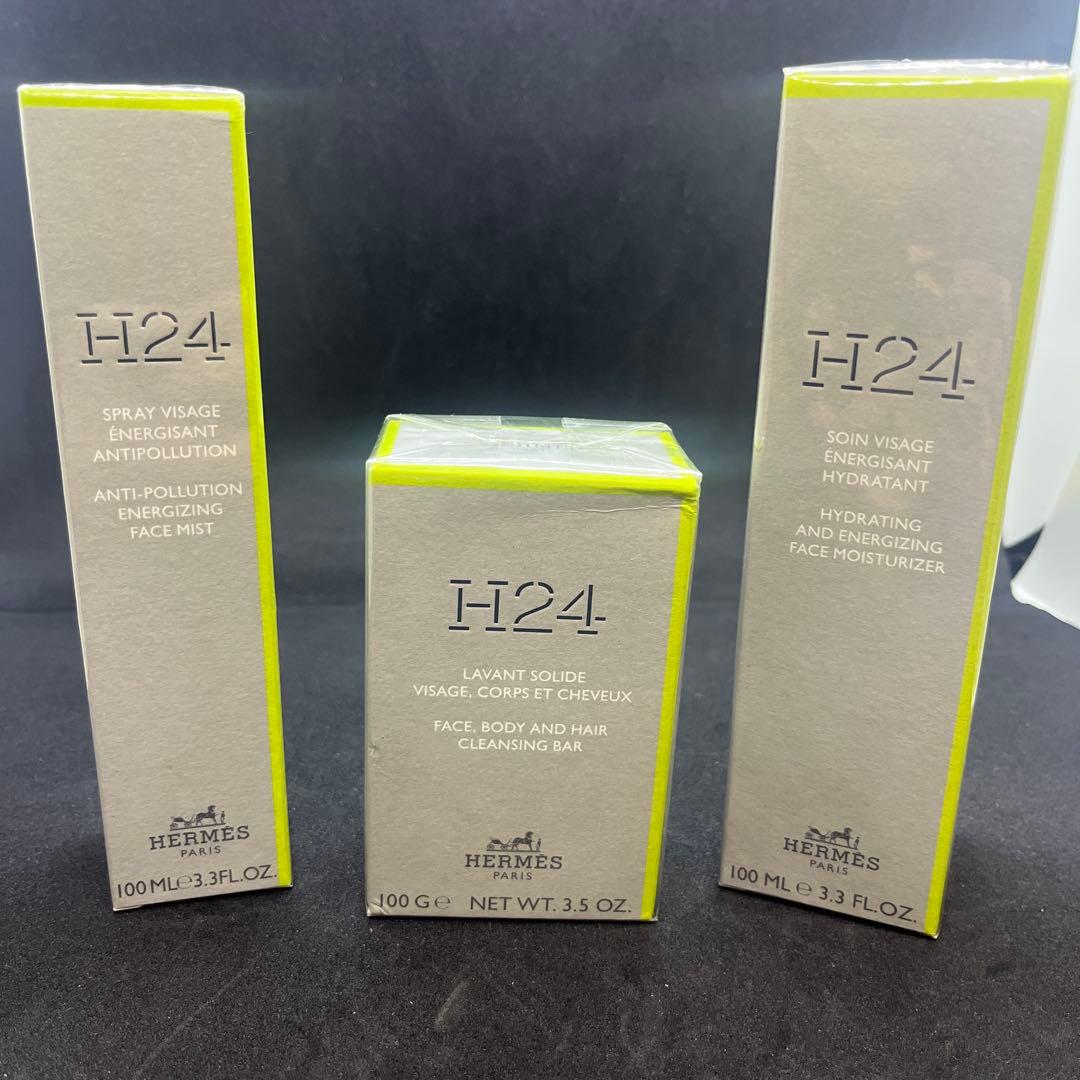 H24
SPRAY VISAGE
ÉNERGISANT
ANTIPOLLUTION
ANTI-POLLUTION
ENERGIZING
FACE MIST
HERMÈS
PARIS
100 ML e 3.3 FL.OZ.
H24
LAVANT SOLIDE
VISAGE, CORPS ET CHEVEUX
FACE, BODY AND HAIR
CLEANSING BAR
HERMÈS
PARIS
100 G e NET WT. 3.5 OZ.
H24
SOIN VISAGE
ÉNERGISANT
HYDRATANT
HYDRATING
AND ENERGIZING
FACE MOISTURIZER
HERMÈS
PARIS
100 ML e 3.3 FL.OZ.